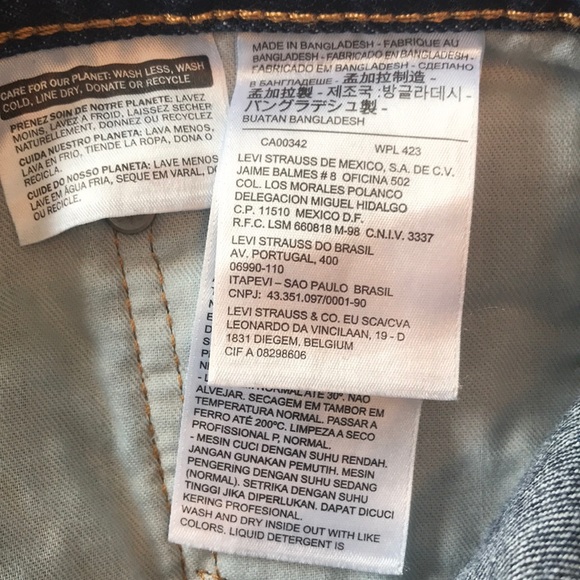 CARE FOR OUR PLANET: WASH LESS, WASH
COLD, LINE DRY, DONATE OR RECYCLE
PRENEZ SOIN DE NOTRE PLANETE: LAVEZ
MOINS, LAVEZ A FROID, LAISSEZ SECHER
NATURELLEMENT, DONNEZ OU RECYCLEZ
CUIDA NUESTRO PLANETA: LAVA MENOS,
LAVA EN FRIO, TIENDE LA ROPA, DONA O
RECICLA.
CUIDE DO NOSSO PLANETA: LAVE MENOS
LAVE EM ÁGUA FRIA, SEQUE EM VARAL, DO
OU RECICLE
MADE IN BANGLADESH - FABRIQUE AU
BANGLADESH - FABRICADO EN BANGLADESH -
FABRICADO EM BANGLADESH - СДЕЛАНО
В БАНГЛАДЕШЕ - 孟加拉制造 -
孟加拉製 - 제조국 :방글라데시 -
バングラデシュ製 -
BUATAN BANGLADESH
CA00342 WPL 423
LEVI STRAUSS DE MEXICO, S.A. DE C.V.
JAIME BALMES # 8 OFICINA 502
COL. LOS MORALES POLANCO
DELEGACION MIGUEL HIDALGO
C.P. 11510 MEXICO D.F.
R.F.C. LSM 660818 M-98 C.N.I.V. 3337
LEVI STRAUSS DO BRASIL
AV. PORTUGAL, 400
06990-110
ITAPEVI - SAO PAULO BRASIL
CNPJ: 43.351.097/0001-90
LEVI STRAUSS & CO. EU SCA/CVA
LEONARDO DA VINCILAAN, 19 - D
1831 DIEGEM, BELGIUM
CIF A 08298606
NORMAL ATÉ 30º. NÃO
ALVEJAR. SECAGEM EM TAMBOR EM
TEMPERATURA NORMAL. PASSAR A
FERRO ATÉ 200ºC. LIMPEZA A SECO
PROFISSIONAL P, NORMAL.
- MESIN CUCI DENGAN SUHU RENDAH.
JANGAN GUNAKAN PEMUTIH. MESIN
PENGERING DENGAN SUHU SEDANG
(NORMAL). SETRIKA DENGAN SUHU
TINGGI JIKA DIPERLUKAN. DAPAT DICUCI
KERING PROFESIONAL.
WASH AND DRY INSIDE OUT WITH LIKE
COLORS. LIQUID DETERGENT IS